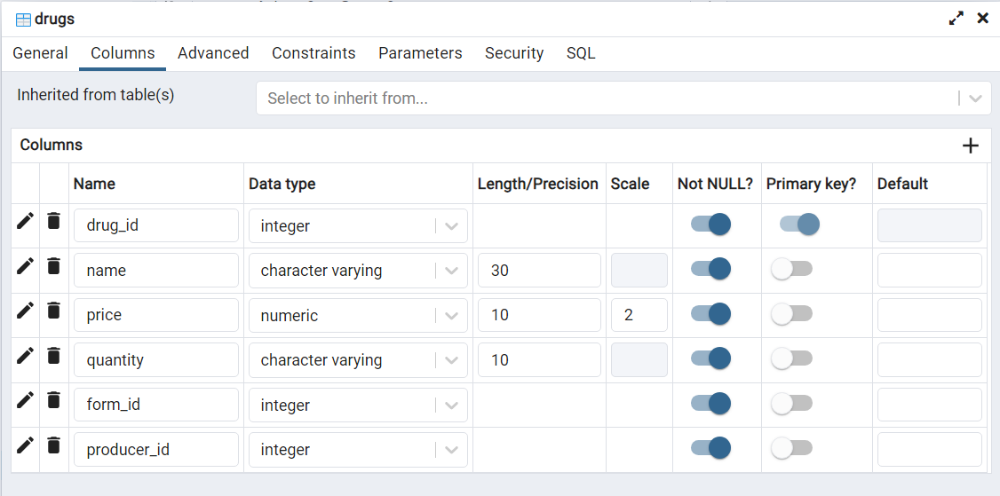 drugs
General Columns Advanced Constraints Parameters Security SQL
Inherited from table(s) Select to inherit from...
Columns
Name Data type Length/Precision Scale Not NULL? Primary key? Default
drug_id integer
name character varying 30
price numeric 10 2
quantity character varying 10
form_id integer
producer_id integer